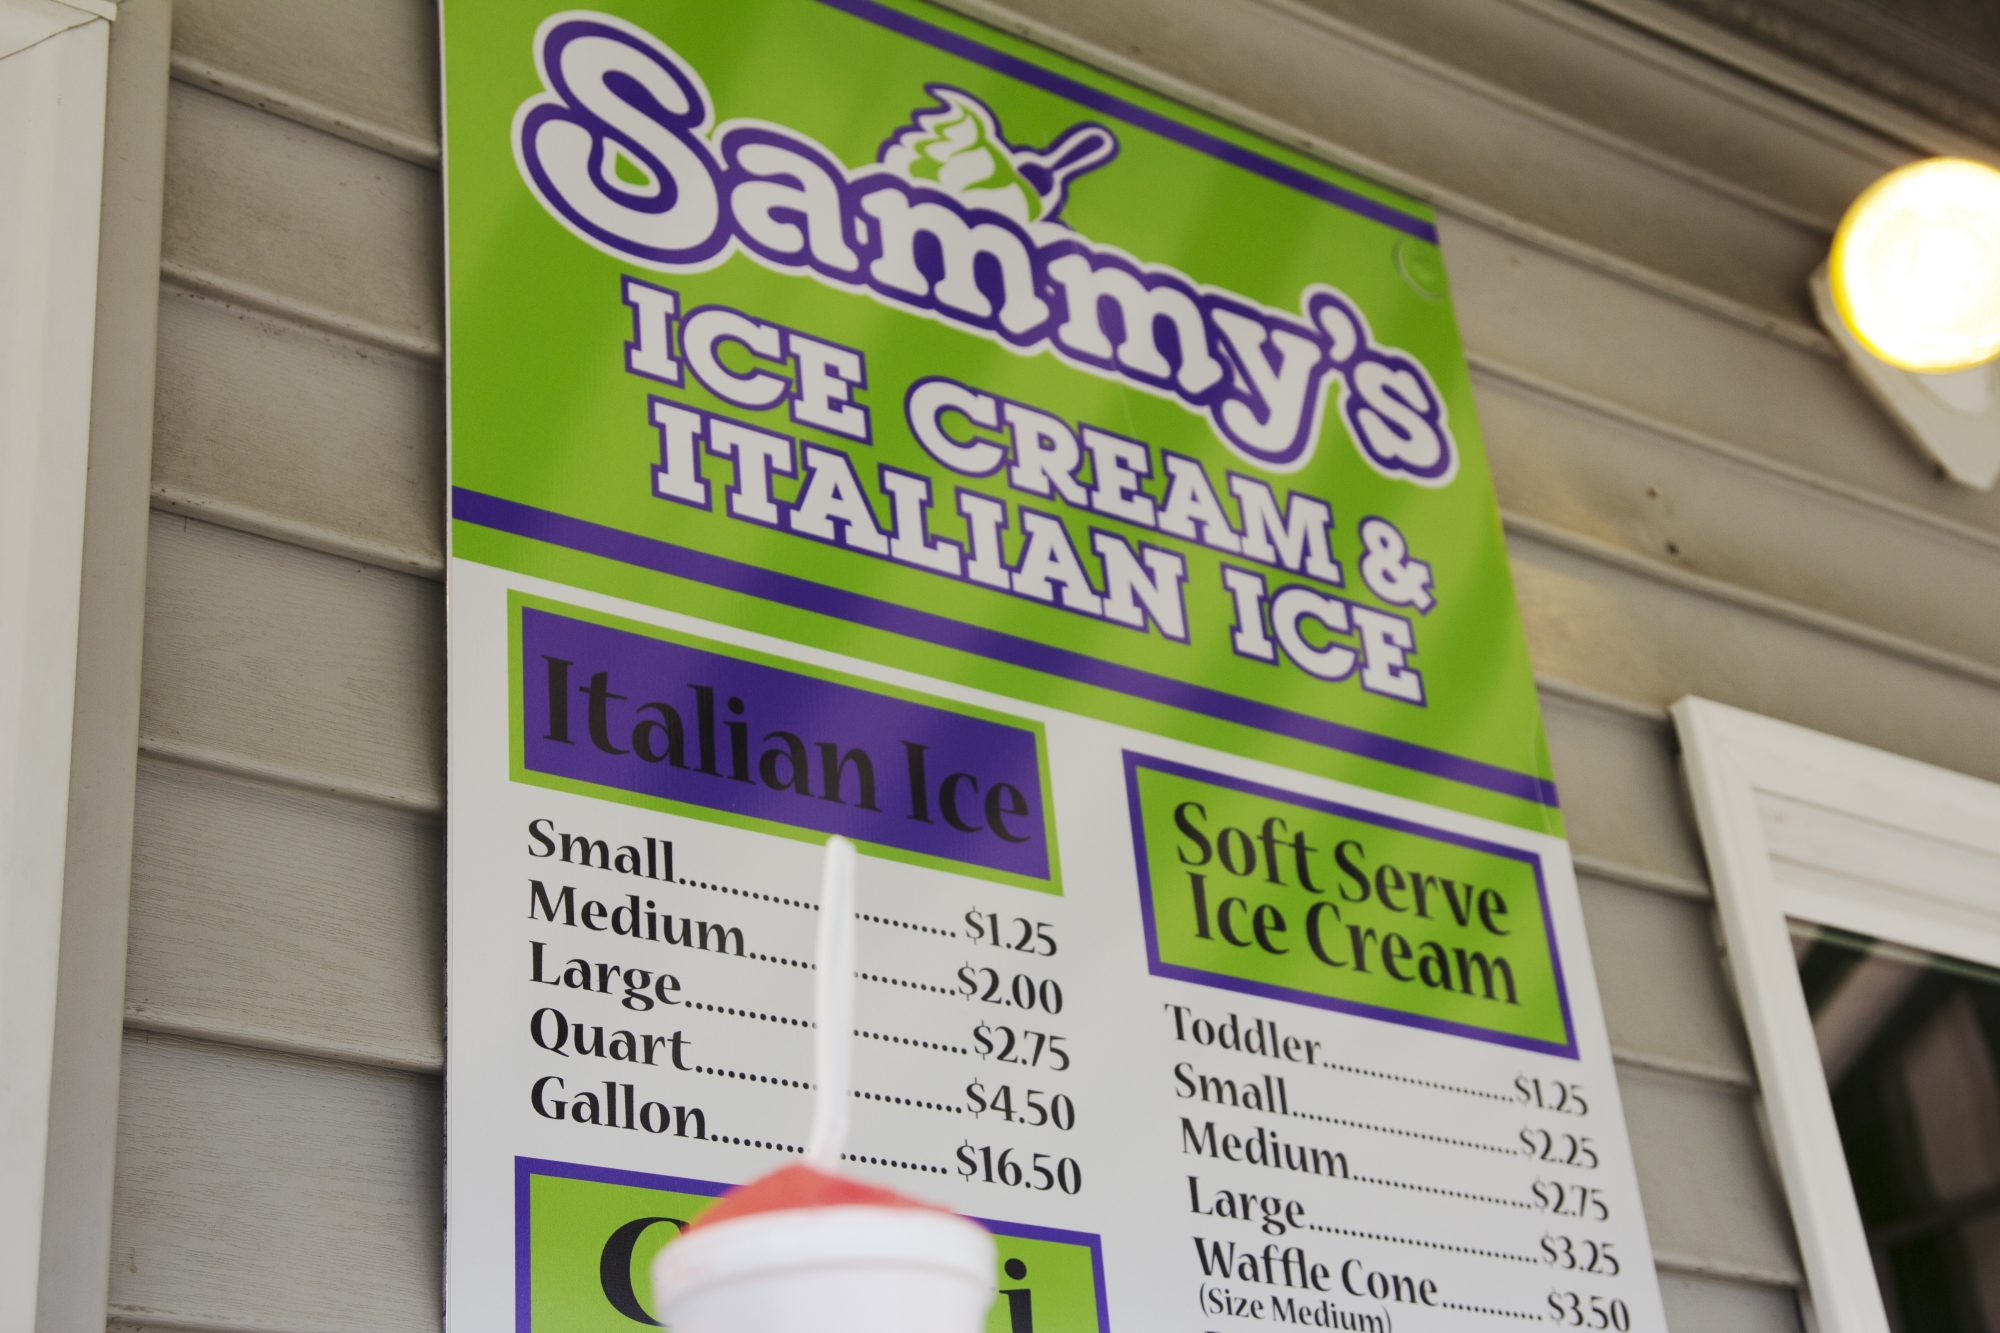 Sammy's
ICE CREAM &
ITALIAN ICE
Italian Ice
Small.......................... $1.25
Medium....................$2.00
Large..........................$2.75
Quart.........................$4.50
Gallon....................... $16.50
Soft Serve
Ice Cream
Toddler.......................$1.25
Small...........................$2.25
Medium.....................$2.75
Large...........................$3.25
Waffle Cone............ $3.50
(Size Medium)